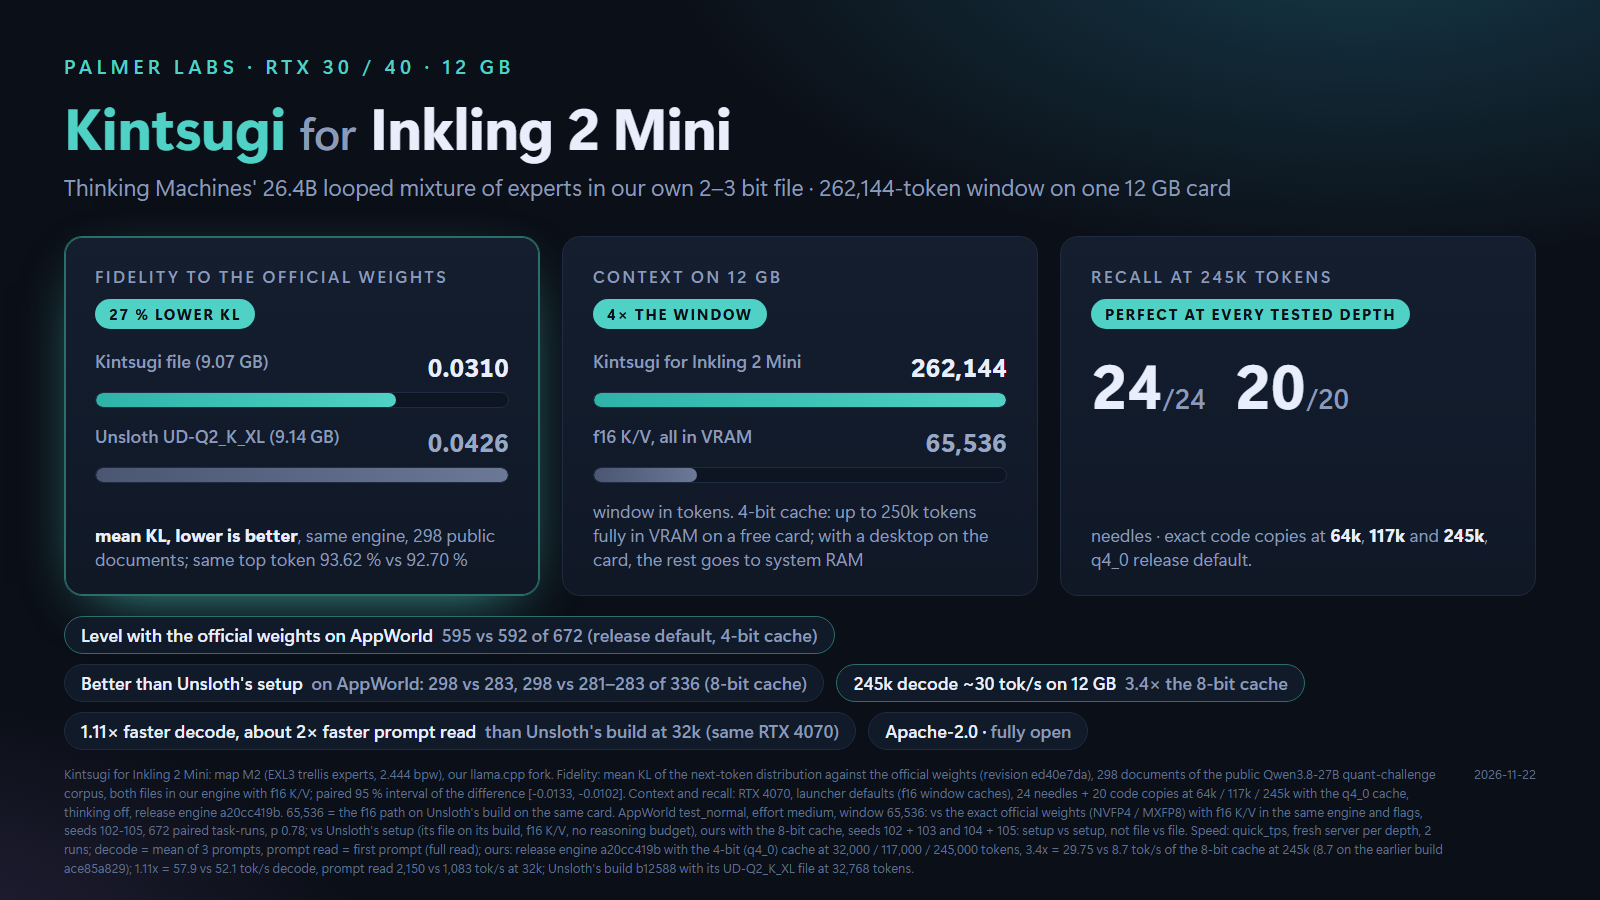 PALMER LABS · RTX 30 / 40 · 12 GB
Kintsugi for Inkling 2 Mini
Thinking Machines' 26.4B looped mixture of experts in our own 2–3 bit file · 262,144-token window on one 12 GB card
FIDELITY TO THE OFFICIAL WEIGHTS
27 % LOWER KL
Kintsugi file (9.07 GB)
0.0310
Unsloth UD-Q2_K_XL (9.14 GB)
0.0426
mean KL, lower is better, same engine, 298 public
documents; same top token 93.62 % vs 92.70 %
CONTEXT ON 12 GB
4× THE WINDOW
Kintsugi for Inkling 2 Mini
262,144
f16 K/V, all in VRAM
65,536
window in tokens. 4-bit cache: up to 250k tokens
fully in VRAM on a free card; with a desktop on the
card, the rest goes to system RAM
RECALL AT 245K TOKENS
PERFECT AT EVERY TESTED DEPTH
24/24 20/20
needles · exact code copies at 64k, 117k and 245k,
q4_0 release default.
Level with the official weights on AppWorld 595 vs 592 of 672 (release default, 4-bit cache)
Better than Unsloth's setup on AppWorld: 298 vs 283, 298 vs 281–283 of 336 (8-bit cache)
245k decode ~30 tok/s on 12 GB 3.4× the 8-bit cache
1.11× faster decode, about 2× faster prompt read than Unsloth's build at 32k (same RTX 4070)
Apache-2.0 · fully open
Kintsugi for Inkling 2 Mini: map M2 (EXL3 trellis experts, 2.444 bpw), our llama.cpp fork. Fidelity: mean KL of the next-token distribution against the official weights (revision ed40e7da), 298 documents of the public Qwen3.8-27B quant-challenge
corpus, both files in our engine with f16 K/V; paired 95 % interval of the difference [-0.0133, -0.0102]. Context and recall: RTX 4070, launcher defaults (f16 window caches), 24 needles + 20 code copies at 64k / 117k / 245k with the q4_0 cache,
thinking off, release engine a20cc419b. 65,536 = the f16 path on Unsloth's build on the same card. AppWorld test_normal, effort medium, window 65,536: vs the exact official weights (NVFP4 / MXFP8) with f16 K/V in the same engine and flags,
seeds 102-105, 672 paired task-runs, p 0.78; vs Unsloth's setup (its file on its build, f16 K/V, no reasoning budget), ours with the 8-bit cache, seeds 102 + 103 and 104 + 105: setup vs setup, not file vs file. Speed: quick_tps, fresh server per depth, 2
runs; decode = mean of 3 prompts, prompt read = first prompt (full read); ours: release engine a20cc419b with the 4-bit (q4_0) cache at 32,000 / 117,000 / 245,000 tokens, 3.4x = 29.75 vs 8.7 tok/s of the 8-bit cache at 245k (8.7 on the earlier build
ace85a829); 1.11x = 57.9 vs 52.1 tok/s decode, prompt read 2,150 vs 1,083 tok/s at 32k; Unsloth's build b12588 with its UD-Q2_K_XL file at 32,768 tokens.
2026-11-22